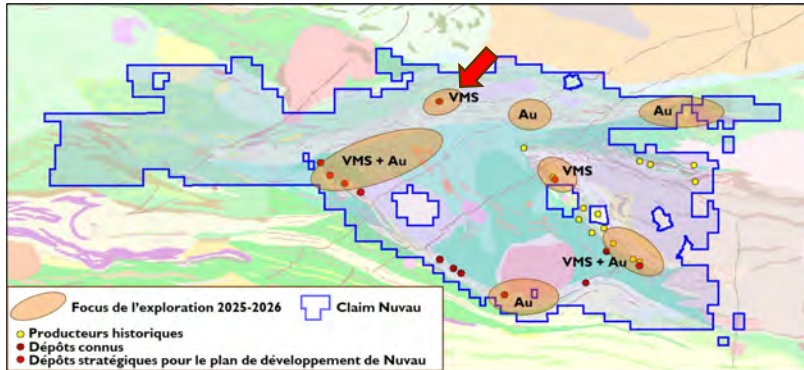 VMS
Au
Au
VMS + Au
VMS
VMS + Au
Au
Focus de l'exploration 2025-2026
Claim Nuvau
Producteurs historiques
Dépôts connus
Dépôts stratégiques pour le plan de développement de Nuvau